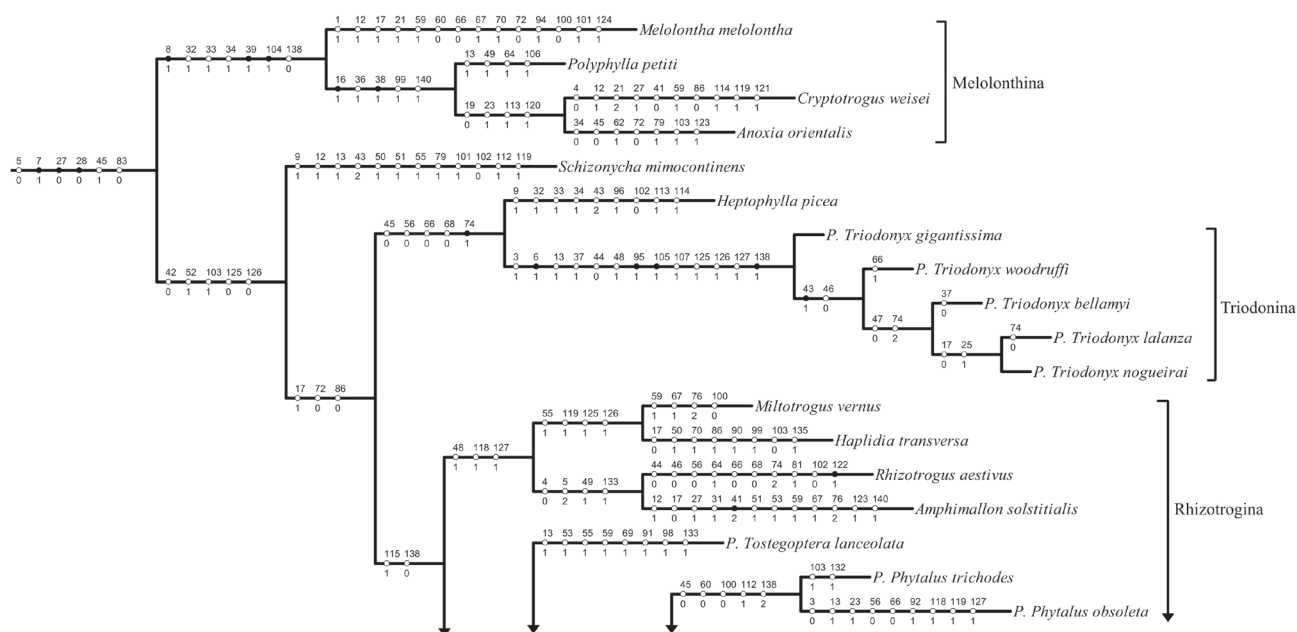 1 12 17 21 59 60 66 67 70 72 94 100 101 124
1 1 1 1 1 0 0 1 1 0 1 0 1 1
Melolontha melolontha
8 32 33 34 39 104 138
1 1 1 1 1 1 0
13 49 64 106
1 1 1 1
Polyphylla petiti
16 36 38 99 140
1 1 1 1 1
Melolonthina
4 12 21 27 41 59 86 114 119 121
0 1 2 1 0 1 0 1 1 1
Cryptotrogus weisei
19 23 113 120
0 1 1 1
34 45 62 72 79 103 123
0 0 1 0 1 1 1
Anoxia orientalis
5 7 27 28 45 83
0 1 0 0 1 0
9 12 13 43 50 51 55 79 101 102 112 119
1 1 1 2 1 1 1 1 1 0 1 1
Schizonycha mimocontinens
9 32 33 34 43 96 102 113 114
1 1 1 1 2 1 0 1 1
Heptophylla picea
45 56 66 68 74
0 0 0 0 1
P. Triodonyx gigantissima
3 6 13 37 44 48 95 105 107 125 126 127 138
1 1 1 1 0 1 1 1 1 1 1 1 1
66
1
P. Triodonyx woodruffi
42 52 103 125 126
0 1 1 0 0
43 46
1 0
37
0
P. Triodonyx bellamyi
Triodonina
47 74
0 2
74
0
P. Triodonyx lalanza
17 25
0 1
P. Triodonyx nogueirai
17 72 86
1 0 0
59 67 76 100
1 1 2 0
Miltotrogus vernus
55 119 125 126
1 1 1 1
17 50 70 86 90 99 103 135
0 1 1 1 1 1 0 1
Haplidia transversa
48 118 127
1 1 1
44 46 56 64 66 68 74 81 102 122
0 0 0 1 0 0 2 1 0 1
Rhizotrogus aestivus
4 5 49 133
0 2 1 1
12 17 27 31 41 51 53 59 67 76 123 140
1 0 1 1 2 1 1 1 1 2 1 1
Amphimallon solstitialis
Rhizotrogina
13 53 55 59 69 91 98 133
1 1 1 1 1 1 1 1
P. Tostegoptera lanceolata
115 138
1 0
103 132
1 1
P. Phytalus trichodes
45 60 100 112 138
0 0 0 1 2
3 13 23 56 66 92 118 119 127
0 1 1 0 0 1 1 1 1
P. Phytalus obsoleta